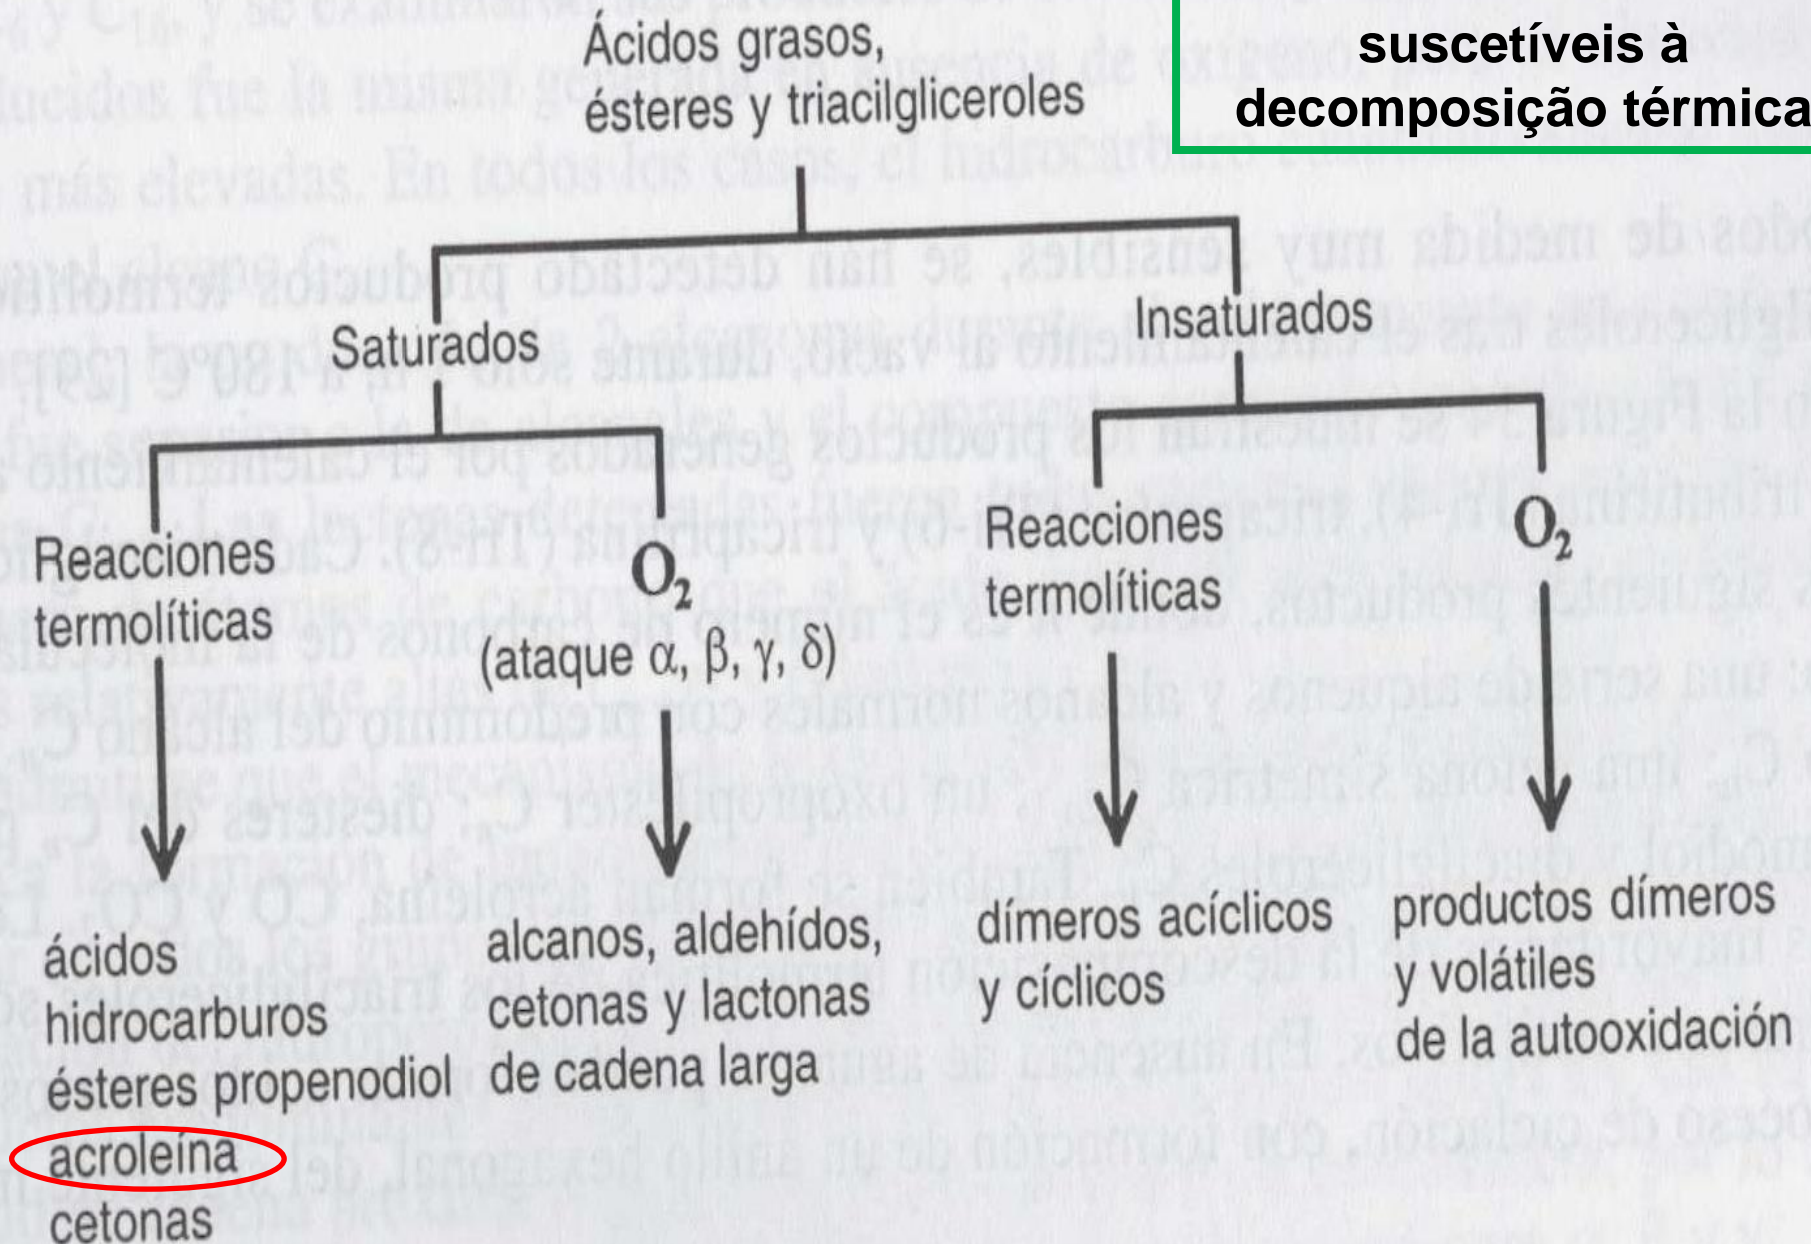 suscetíveis à
decomposição térmica
Ácidos grasos,
ésteres y triacilgliceroles
Saturados
Insaturados
Reacciones
termolíticas
O₂
(ataque α, β, γ, δ)
Reacciones
termolíticas
O₂
ácidos
hidrocarburos
ésteres propenodiol
acroleína
cetonas
alcanos, aldehídos,
cetonas y lactonas
de cadena larga
dímeros acíclicos
y cíclicos
productos dímeros
y volátiles
de la autooxidación